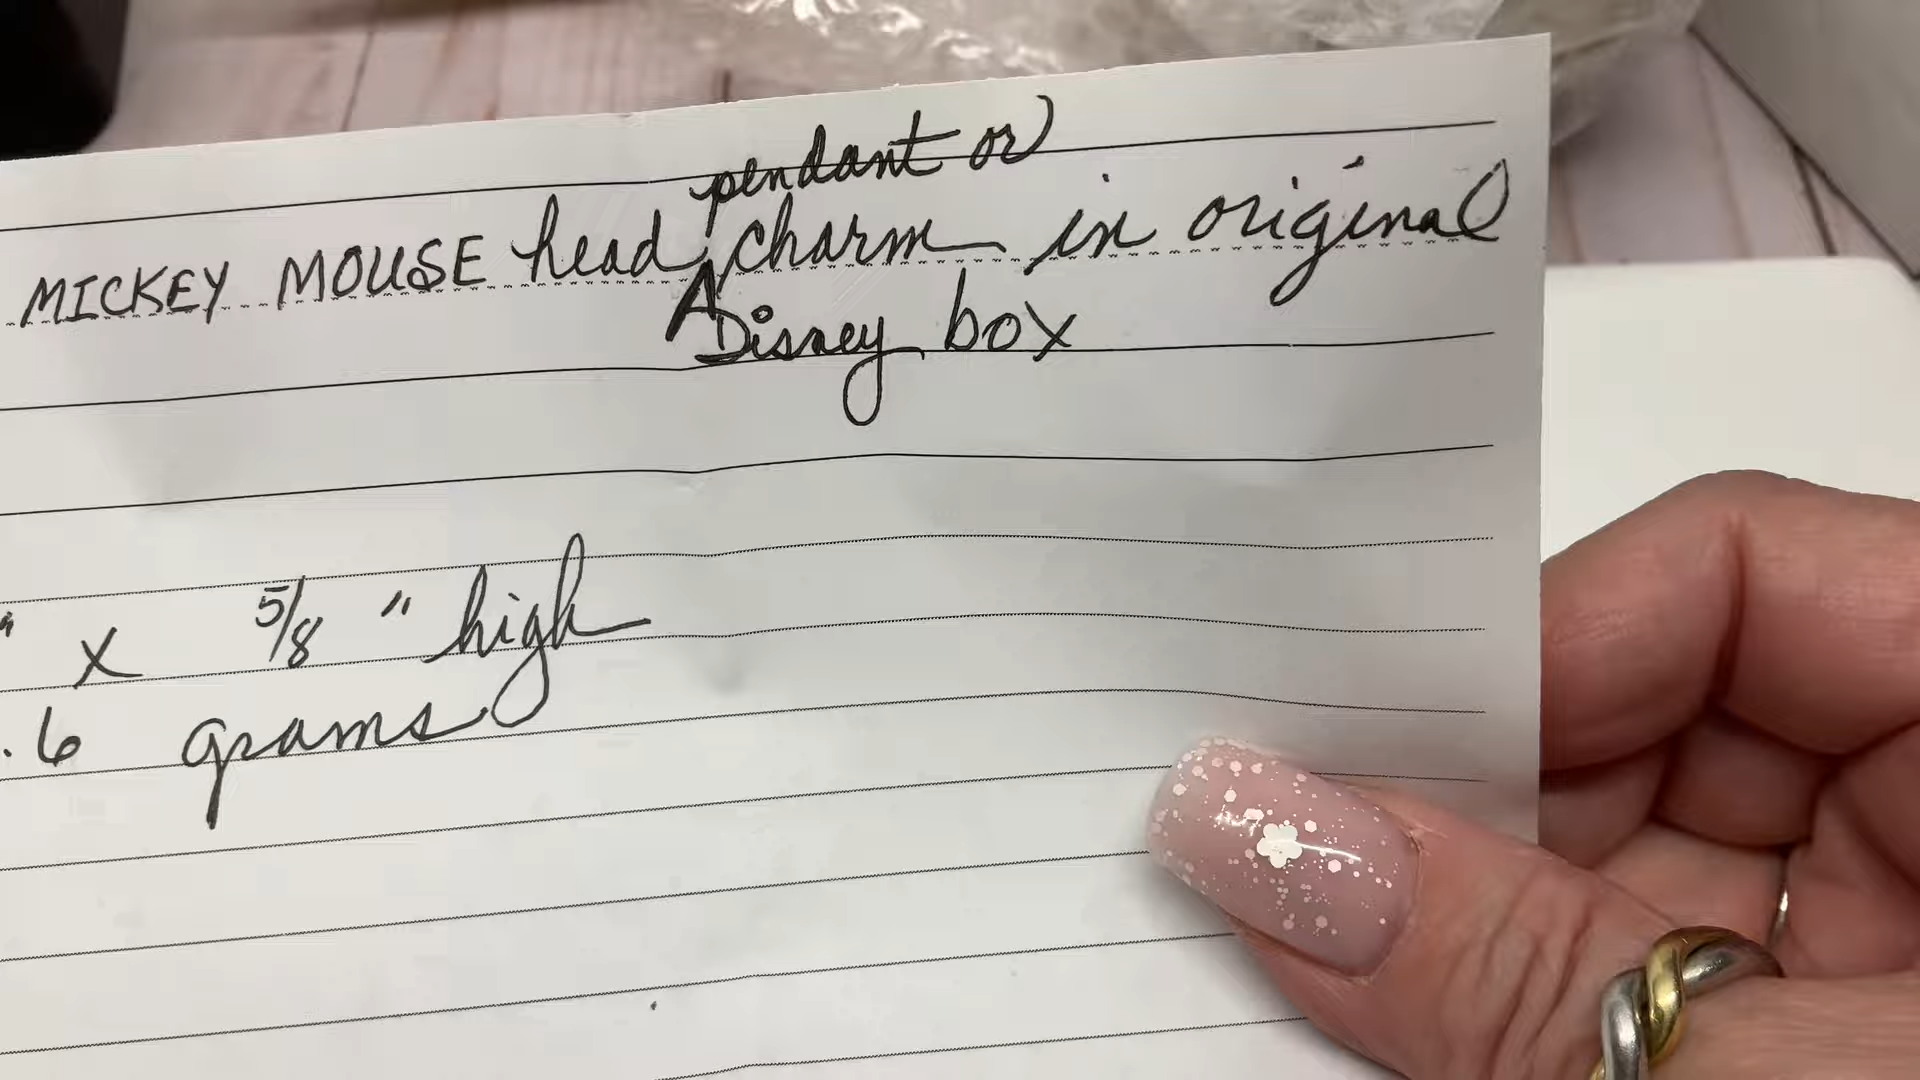 pendant or
MICKEY MOUSE head charm in original
Disney box
" x 5/8" high
.6 grams